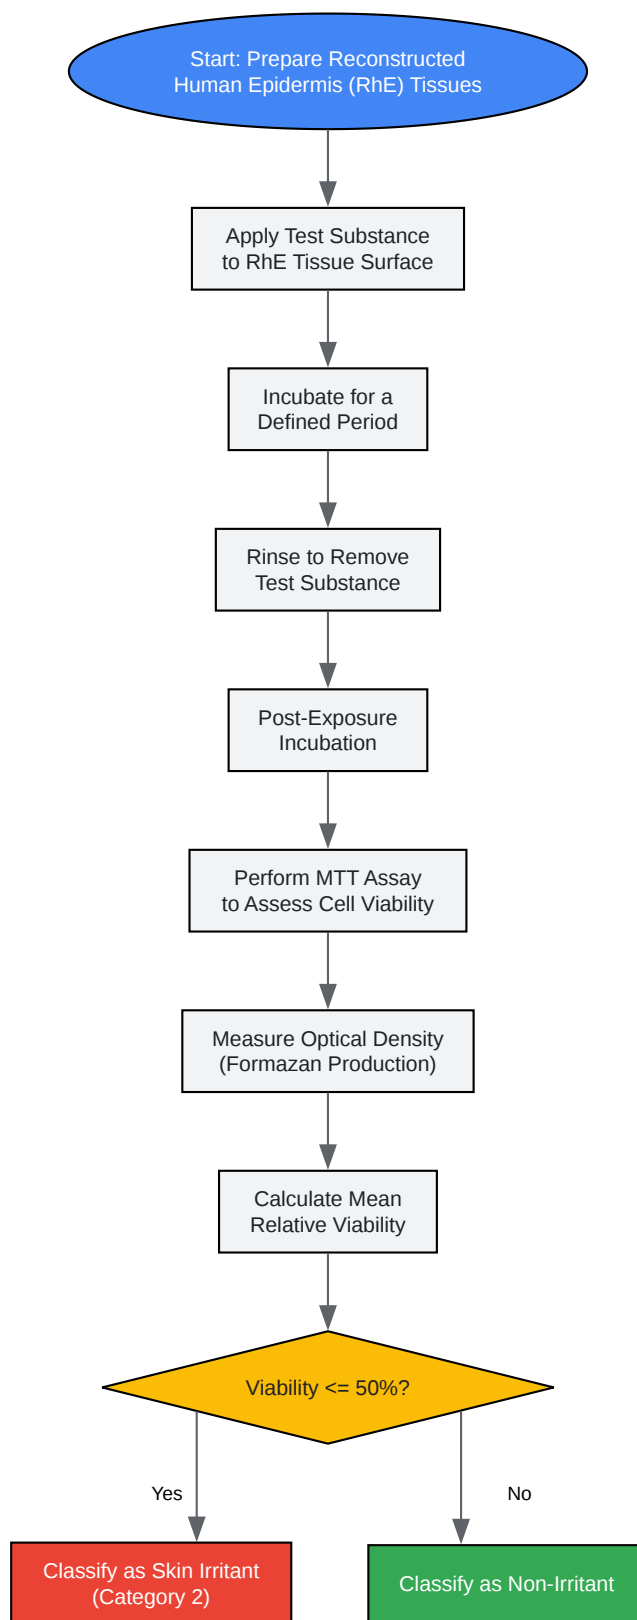 Start: Prepare Reconstructed
Human Epidermis (RhE) Tissues
Apply Test Substance
to RhE Tissue Surface
Incubate for a
Defined Period
Rinse to Remove
Test Substance
Post-Exposure
Incubation
Perform MTT Assay
to Assess Cell Viability
Measure Optical Density
(Formazan Production)
Calculate Mean
Relative Viability
Viability <= 50%?
Yes
No
Classify as Skin Irritant
(Category 2)
Classify as Non-Irritant